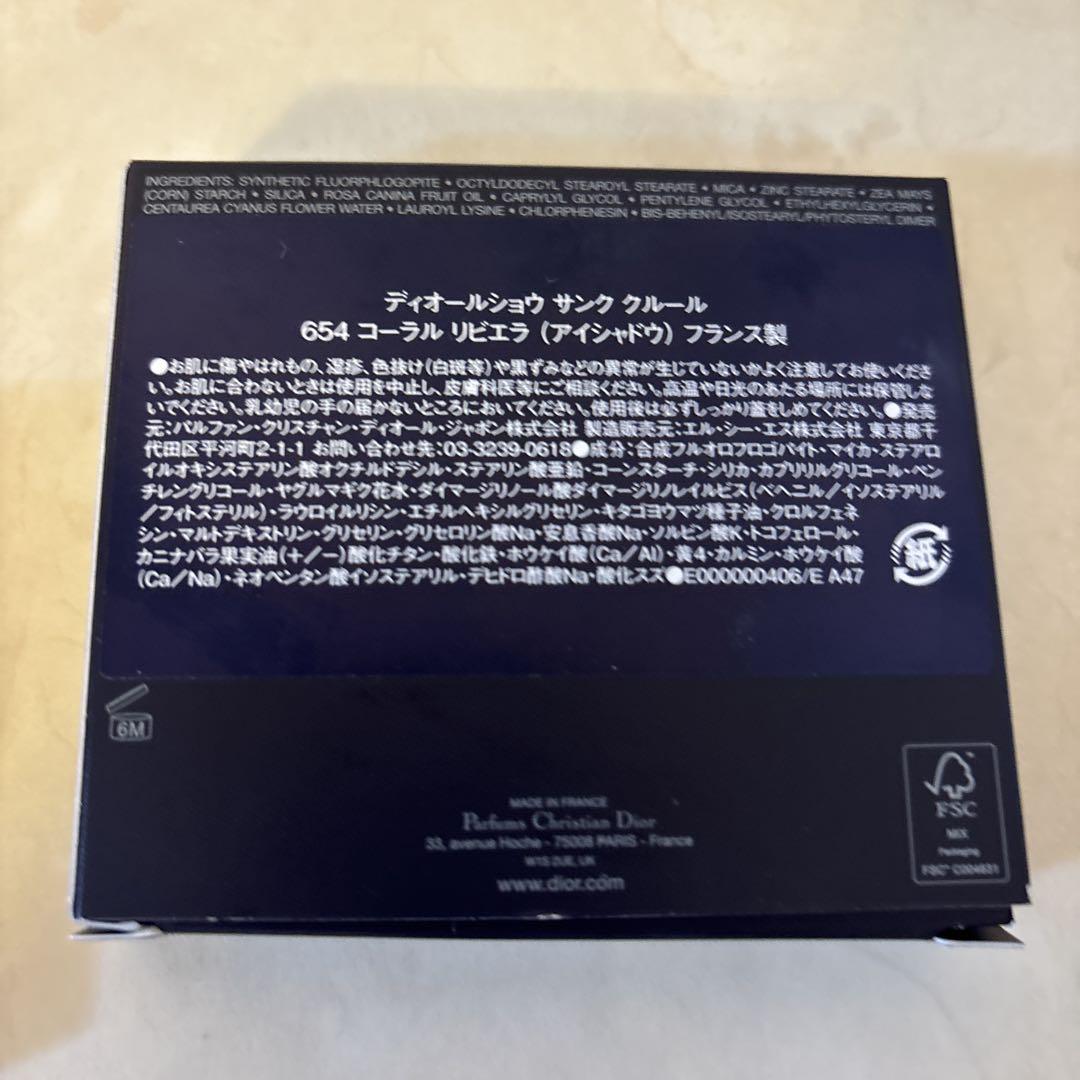 INGREDIENTS: SYNTHETIC FLUORPHLOGOPITE • OCTYLDODECYL STEAROYL STEARATE • MICA • ZINC STEARATE • ZEA MAYS
(CORN) STARCH • SILICA • ROSA CANINA FRUIT OIL • CAPRYLYL GLYCOL • PENTYLENE GLYCOL • ETHYLHEXYLGLYCERIN •
CENTAUREA CYANUS FLOWER WATER • LAUROYL LYSINE • CHLORPHENESIN • BIS-BEHENYL/ISOSTEARYL/PHYTOSTERYL DIMER
ディオールショウ サンク クルール
654 コーラル リビエラ (アイシャドウ) フランス製
●お肌に傷やはれもの、湿疹、色抜け(白斑等)や黒ずみなどの異常が生じていないかよく注意してお使いくださ
い。お肌に合わないときは使用を中止し、皮膚科医等にご相談ください。高温や日光のあたる場所には保管し
ないでください。乳幼児の手の届かないところにおいてください。使用後は必ずしっかり蓋をしめてください。●発売
元:パルファン・クリスチャン・ディオール・ジャポン株式会社 製造販売元:エル・シー・エス株式会社 東京都千
代田区平河町2-1-1 お問い合わせ先:03-3239-0618●成分:合成フルオロフロゴパイト・マイカ・ステアロ
イルオキシステアリン酸オクチルドデシル・ステアリン酸亜鉛・コーンスターチ・シリカ・カプリリルグリコール・ペン
チレングリコール・ヤグルマギク花水・ダイマージリノール酸ダイマージリノレイルビス(ベヘニル/イソステアリル
/フィトステリル)・ラウロイルリシン・エチルヘキシルグリセリン・キタゴヨウマツ種子油・クロルフェネ
シン・マルトデキストリン・グリセリン・グリセロリン酸Na・安息香酸Na・ソルビン酸K・トコフェロール・
カニナバラ果実油(+/−)酸化チタン・酸化鉄・ホウケイ酸(Ca/Al)・黄4・カルミン・ホウケイ酸
(Ca/Na)・ネオペンタン酸イソステアリル・デヒドロ酢酸Na・酸化スズ●E000000406/E A47
紙
6M
MADE IN FRANCE
Parfums Christian Dior
33, avenue Hoche - 75008 PARIS - France
W1S 2UE, UK
www.dior.com
FSC
MIX
Packaging
FSC® C004631